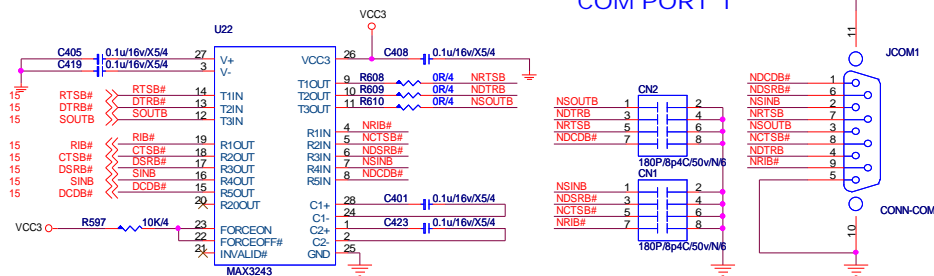 COM PORT 1
VCC3
U22
C405 0.1u/16v/X5/4
C419 0.1u/16v/X5/4
27 V+
3 V-
VCC3 26
C408 0.1u/16v/X5/4
15 RTSB# RTSB# 14 T1IN
15 DTRB# DTRB# 13 T2IN
15 SOUTB SOUTB 12 T3IN
T1OUT 9 R608 0R/4 NRTSB
T2OUT 10 R609 0R/4 NDTRB
T3OUT 11 R610 0R/4 NSOUTB
15 RIB# RIB# 19 R1OUT
15 CTSB# CTSB# 18 R2OUT
15 DSRB# DSRB# 17 R3OUT
15 SINB SINB 16 R4OUT
15 DCDB# DCDB# 15 R5OUT
20 R2OOUT
R1IN 4 NRIB#
R2IN 5 NCTSB#
R3IN 6 NDSRB#
R4IN 7 NSINB
R5IN 8 NDCDB#
C1+ 28 C401 0.1u/16v/X5/4
C1- 24
C2+ 1 C423 0.1u/16v/X5/4
C2- 2
GND 25
VCC3 R597 10K/4 23 FORCEON
22 FORCEOFF#
21 INVALID#
MAX3243
CN2
NSOUTB 1 2
NDTRB 3 4
NRTSB 5 6
NDCDB# 7 8
180P/8p4C/50v/N/6
CN1
NSINB 1 2
NDSRB# 3 4
NCTSB# 5 6
NRIB# 7 8
180P/8p4C/50v/N/6
11
JCOM1
NDCDB# 1
NDSRB# 6
NSINB 2
NRTSB 7
NSOUTB 3
NCTSB# 8
NDTRB 4
NRIB# 9
5
10
CONN-COM